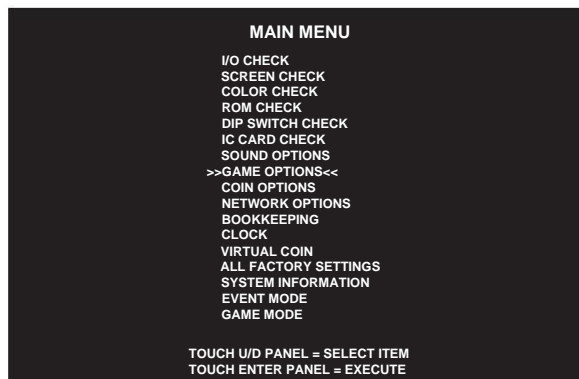 MAIN MENU
I/O CHECK
SCREEN CHECK
COLOR CHECK
ROM CHECK
DIP SWITCH CHECK
IC CARD CHECK
SOUND OPTIONS
>>GAME OPTIONS<<
COIN OPTIONS
NETWORK OPTIONS
BOOKKEEPING
CLOCK
VIRTUAL COIN
ALL FACTORY SETTINGS
SYSTEM INFORMATION
EVENT MODE
GAME MODE
TOUCH U/D PANEL = SELECT ITEM
TOUCH ENTER PANEL = EXECUTE